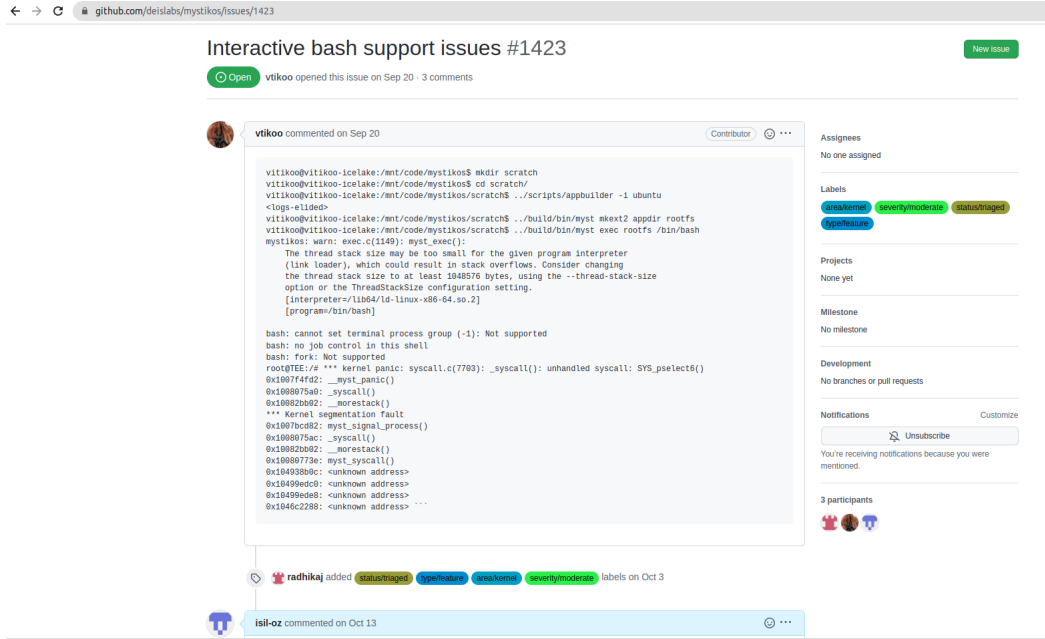 github.com/deislabs/mystikos/issues/1423
Interactive bash support issues #1423
New issue
Open vtikoo opened this issue on Sep 20 · 3 comments
vtikoo commented on Sep 20
Contributor
vitikoo@vitikoo-icelake:/mnt/code/mystikos$ mkdir scratch
vitikoo@vitikoo-icelake:/mnt/code/mystikos$ cd scratch/
vitikoo@vitikoo-icelake:/mnt/code/mystikos/scratch$ ../scripts/appbuilder -i ubuntu
<logs-elided>
vitikoo@vitikoo-icelake:/mnt/code/mystikos/scratch$ ../build/bin/myst mkext2 appdir rootfs
vitikoo@vitikoo-icelake:/mnt/code/mystikos/scratch$ ../build/bin/myst exec rootfs /bin/bash
mystikos: warn: exec.c(1149): myst_exec():
    The thread stack size may be too small for the given program interpreter
    (link loader), which could result in stack overflows. Consider changing
    the thread stack size to at least 1048576 bytes, using the --thread-stack-size
    option or the ThreadStackSize configuration setting.
    [interpreter=/lib64/ld-linux-x86-64.so.2]
    [program=/bin/bash]
bash: cannot set terminal process group (-1): Not supported
bash: no job control in this shell
bash: fork: Not supported
root@TEE:/# *** kernel panic: syscall.c(7703): _syscall(): unhandled syscall: SYS_pselect6()
0x1007f4fd2: __myst_panic()
0x1008075a0: _syscall()
0x10082bb02: __morestack()
*** Kernel segmentation fault
0x1007bcd82: myst_signal_process()
0x1008075ac: _syscall()
0x10082bb02: __morestack()
0x10080773e: myst_syscall()
0x104938b0c: <unknown address>
0x10499edc0: <unknown address>
0x10499ede8: <unknown address>
0x1046c2288: <unknown address> ```
radhikaj added status/triaged type/feature area/kernel severity/moderate labels on Oct 3
isil-oz commented on Oct 13
Assignees
No one assigned
Labels
area/kernel severity/moderate status/triaged
type/feature
Projects
None yet
Milestone
No milestone
Development
No branches or pull requests
Notifications
Customize
Unsubscribe
You're receiving notifications because you were
mentioned.
3 participants